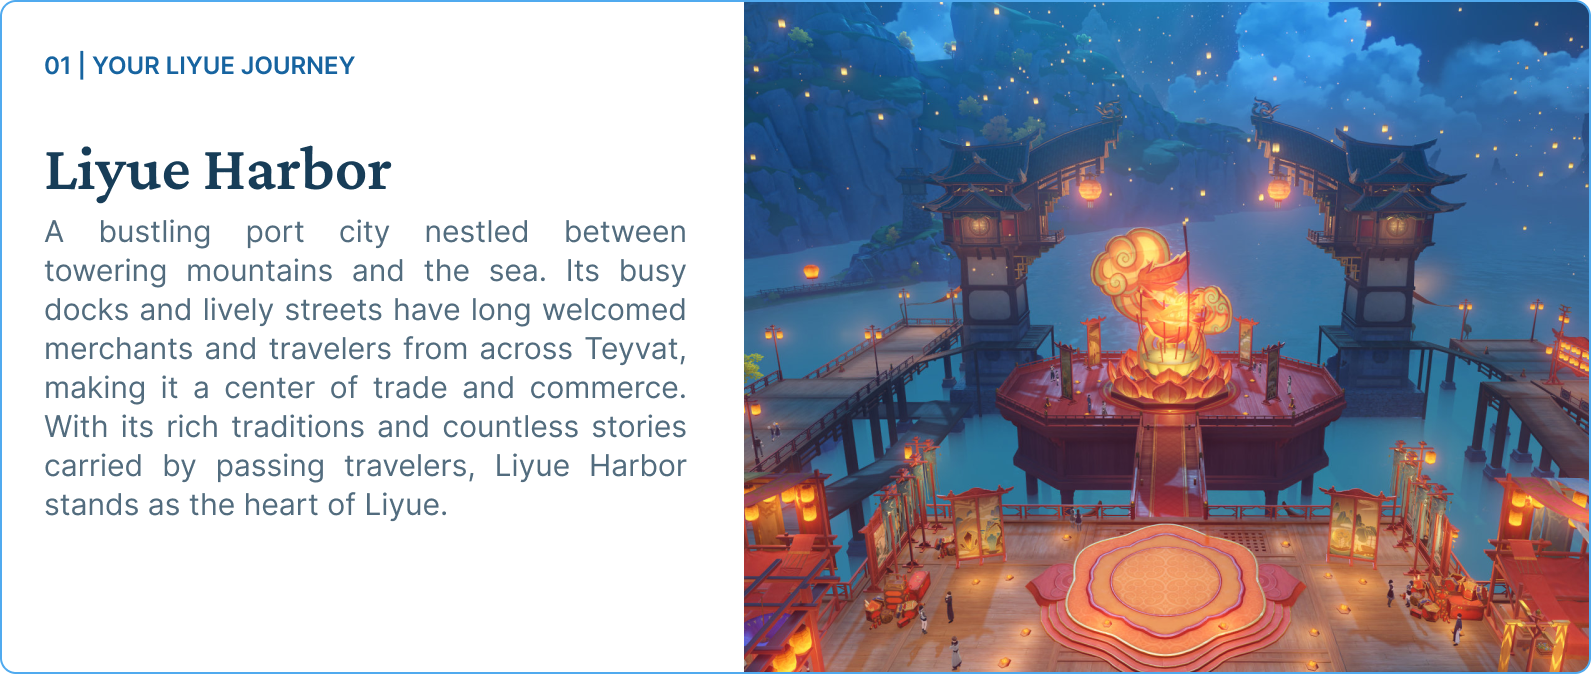 01 | YOUR LIYUE JOURNEY
Liyue Harbor
A bustling port city nestled between
towering mountains and the sea. Its busy
docks and lively streets have long welcomed
merchants and travelers from across Teyvat,
making it a center of trade and commerce.
With its rich traditions and countless stories
carried by passing travelers, Liyue Harbor
stands as the heart of Liyue.